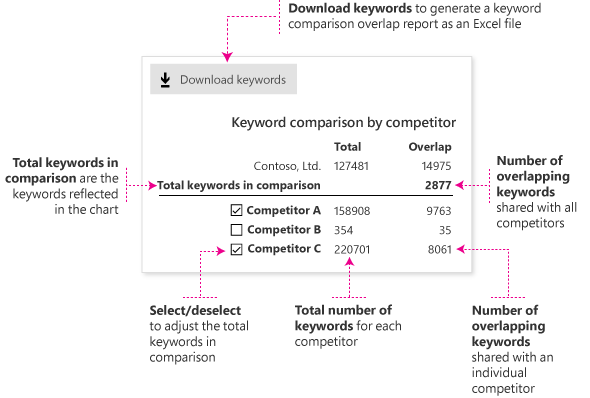 Download keywords to generate a keyword
comparison overlap report as an Excel file
Download keywords
Keyword comparison by competitor
Total Overlap
Contoso, Ltd. 127481 14975
Total keywords in comparison 2877
Competitor A 158908 9763
Competitor B 354 35
Competitor C 220701 8061
Total keywords in
comparison are the
keywords reflected
in the chart
Number of
overlapping
keywords
shared with all
competitors
Select/deselect
to adjust the total
keywords in
comparison
Total number of
keywords for each
competitor
Number of
overlapping
keywords
shared with an
individual
competitor